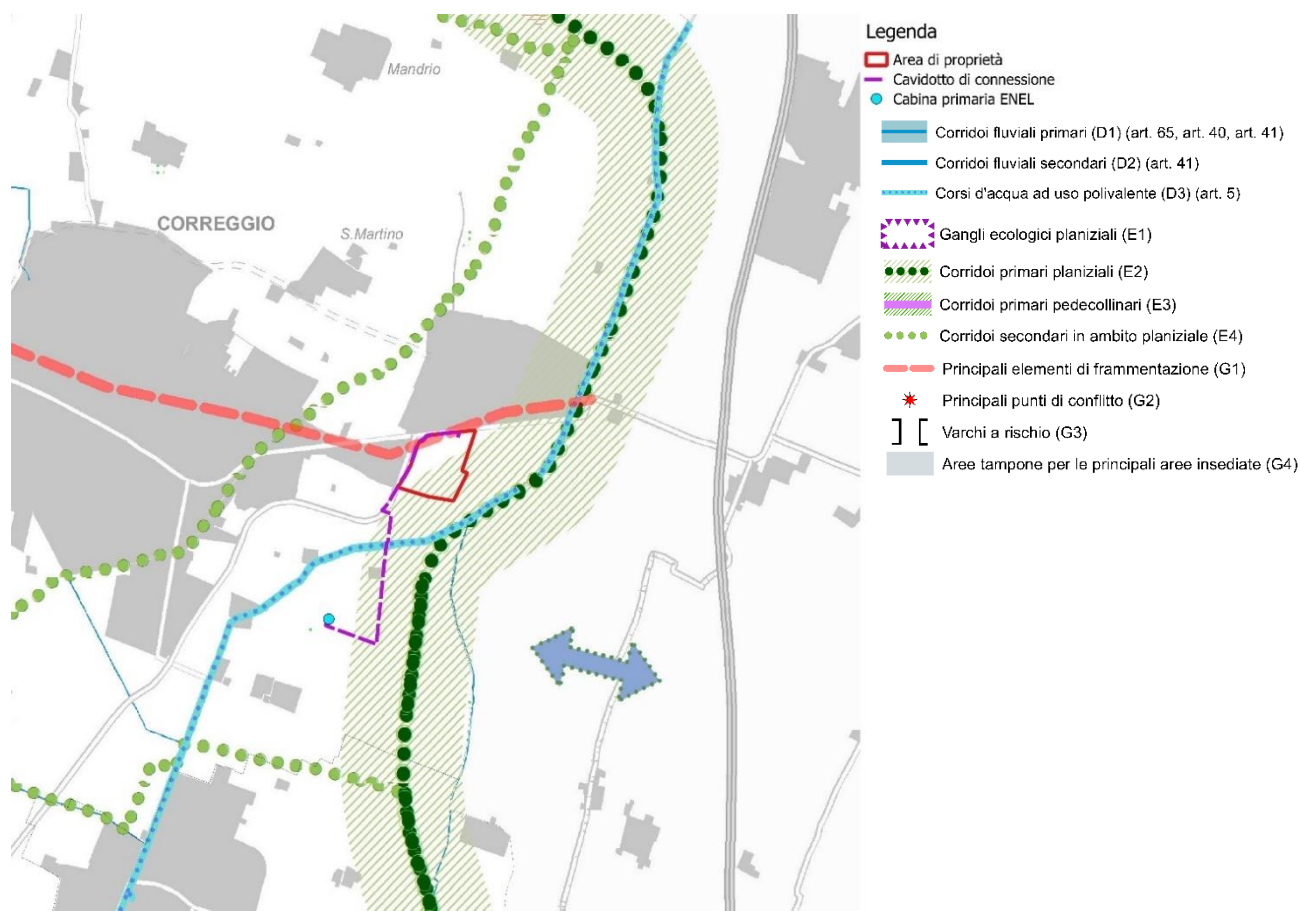 Mandrio
CORREGGIO
S.Martino
Legenda
Area di proprietà
Cavidotto di connessione
Cabina primaria ENEL
Corridoi fluviali primari (D1) (art. 65, art. 40, art. 41)
Corridoi fluviali secondari (D2) (art. 41)
Corsi d'acqua ad uso polivalente (D3) (art. 5)
Gangli ecologici planiziali (E1)
Corridoi primari planiziali (E2)
Corridoi primari pedecollinari (E3)
Corridoi secondari in ambito planiziale (E4)
Principali elementi di frammentazione (G1)
Principali punti di conflitto (G2)
Varchi a rischio (G3)
Aree tampone per le principali aree insediate (G4)